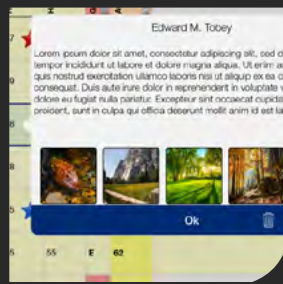 Edward M. Tobey
Lorem ipsum dolor sit amet, consectetur adipiscing elit, sed d
tempor incididunt ut labore et dolore magna aliqua. Ut enim a
quis nostrud exercitation ullamco laboris nisi ut aliquip ex ea c
consequat. Duis aute irure dolor in reprehenderit in voluptate
dolore eu fugiat nulla pariatur. Excepteur sint occaecat cupida
proident, sunt in culpa qui officia deserunt mollit anim id est la
Ok
55 E 62